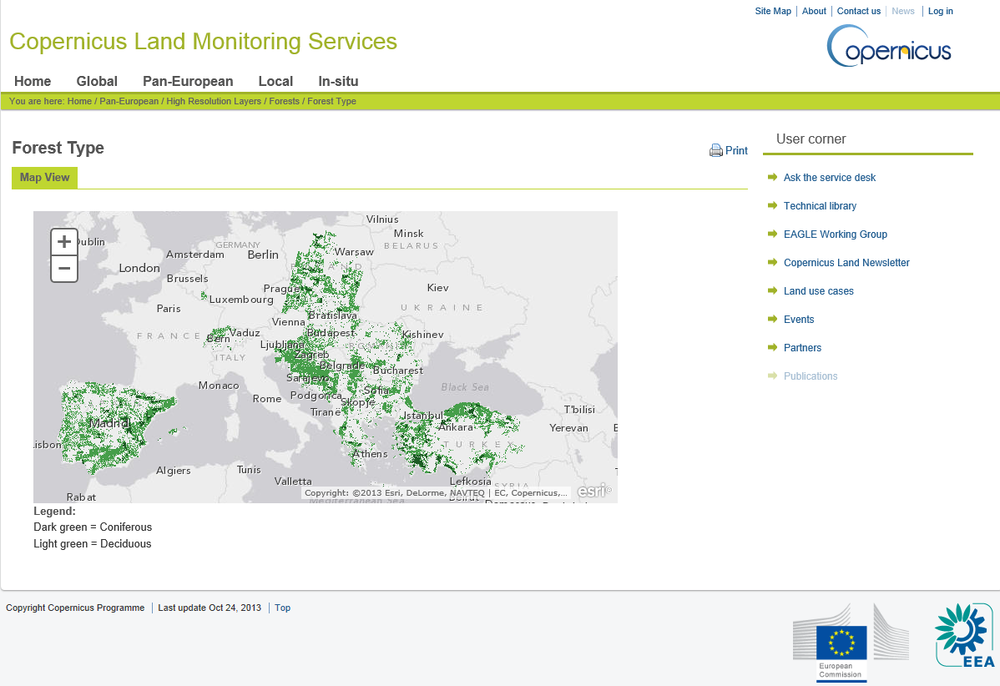 Site Map About Contact us News Log in
Copernicus Land Monitoring Services
opernicus
Home Global Pan-European Local In-situ
You are here: Home / Pan-European / High Resolution Layers / Forests / Forest Type
Forest Type
Print
User corner
Map View
Ask the service desk
Technical library
EAGLE Working Group
Copernicus Land Newsletter
Land use cases
Events
Partners
Publications
+
−
Vilnius
Minsk
BELARUS
Dublin
GERMANY
Amsterdam
Berlin
Warsaw
London
Brussels
Prague
Kiev
Luxembourg
Paris
UKRAINE
Vienna
Bratislava
FRANCE
Bern
Vaduz
Budapest
Kishinev
Ljubljana
ROMANIA
Zagreb
ITALY
Belgrade
Bucharest
Sarajevo
Monaco
Black Sea
Rome
Podgorica
Sofia
Skopje
Tirane
Istanbul
T'bilisi
Madrid
Ankara
Yerevan
TURKEY
isbon
Athens
Algiers
Tunis
Valletta
Lefkosia
SYRIA
Rabat
Copyright: ©2013 Esri, DeLorme, NAVTEQ | EC, Copernicus,...
esri
Mediterranean Sea
Beirut
Legend:
Dark green = Coniferous
Light green = Deciduous
Copyright Copernicus Programme Last update Oct 24, 2013 Top
European
Commission
EEA